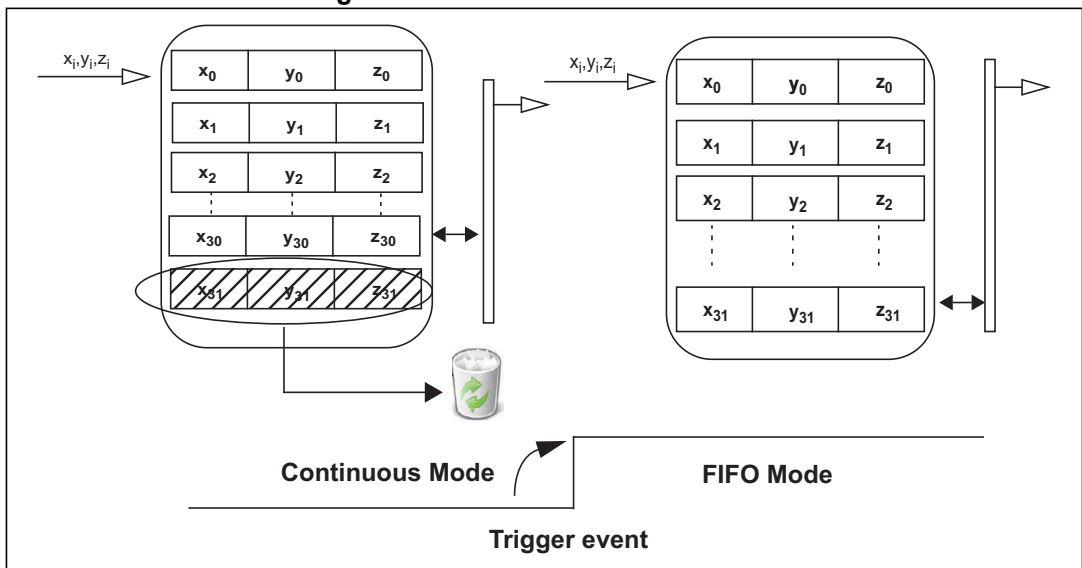 xi,yi,zi
x0 y0 z0
x1 y1 z1
x2 y2 z2
x30 y30 z30
x31 y31 z31
xi,yi,zi
x0 y0 z0
x1 y1 z1
x2 y2 z2
x31 y31 z31
Continuous Mode
FIFO Mode
Trigger event